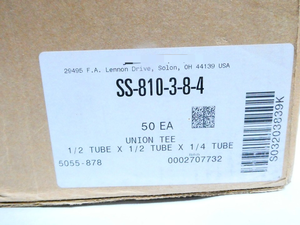 29495 F.A. Lennon Drive, Solon, OH 44139 USA
SS-810-3-8-4
50 EA
UNION TEE
1/2 TUBE X 1/2 TUBE X 1/4 TUBE
5055-878 0002707732
S03203839K